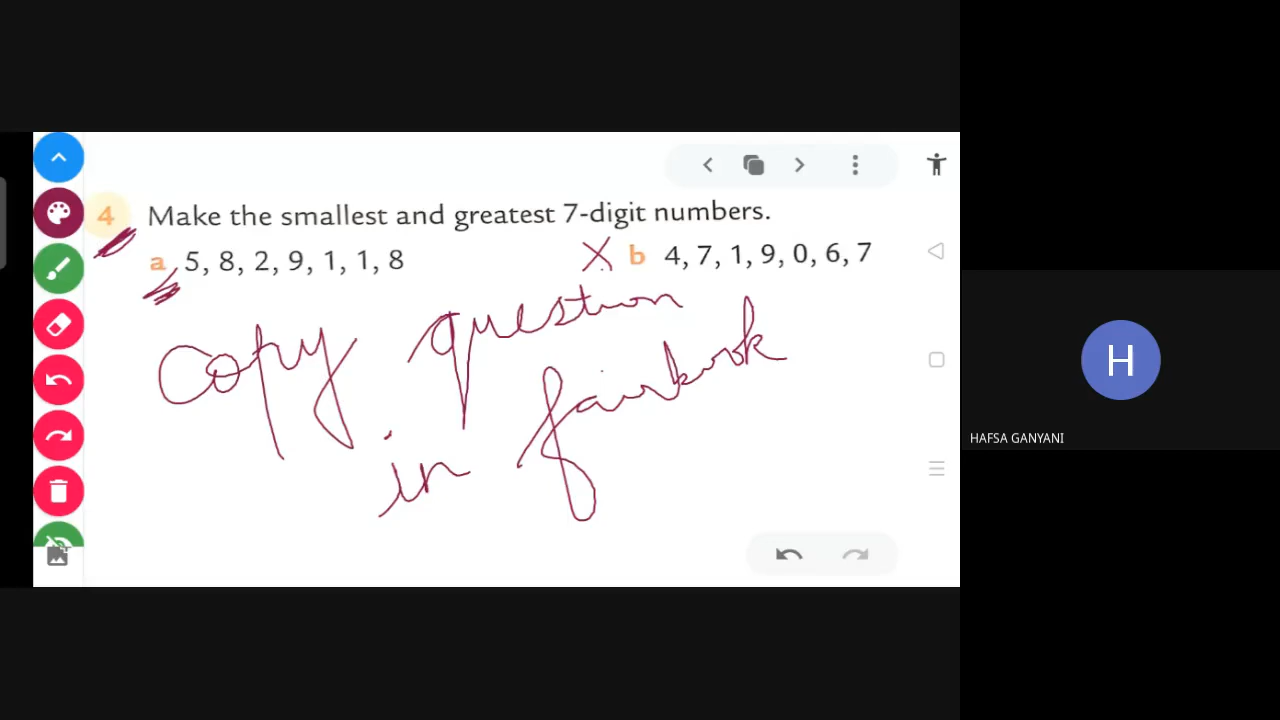 4 Make the smallest and greatest 7-digit numbers.
a 5, 8, 2, 9, 1, 1, 8 X b 4, 7, 1, 9, 0, 6, 7
Copy question
in fairbook
H
HAFSA GANYANI